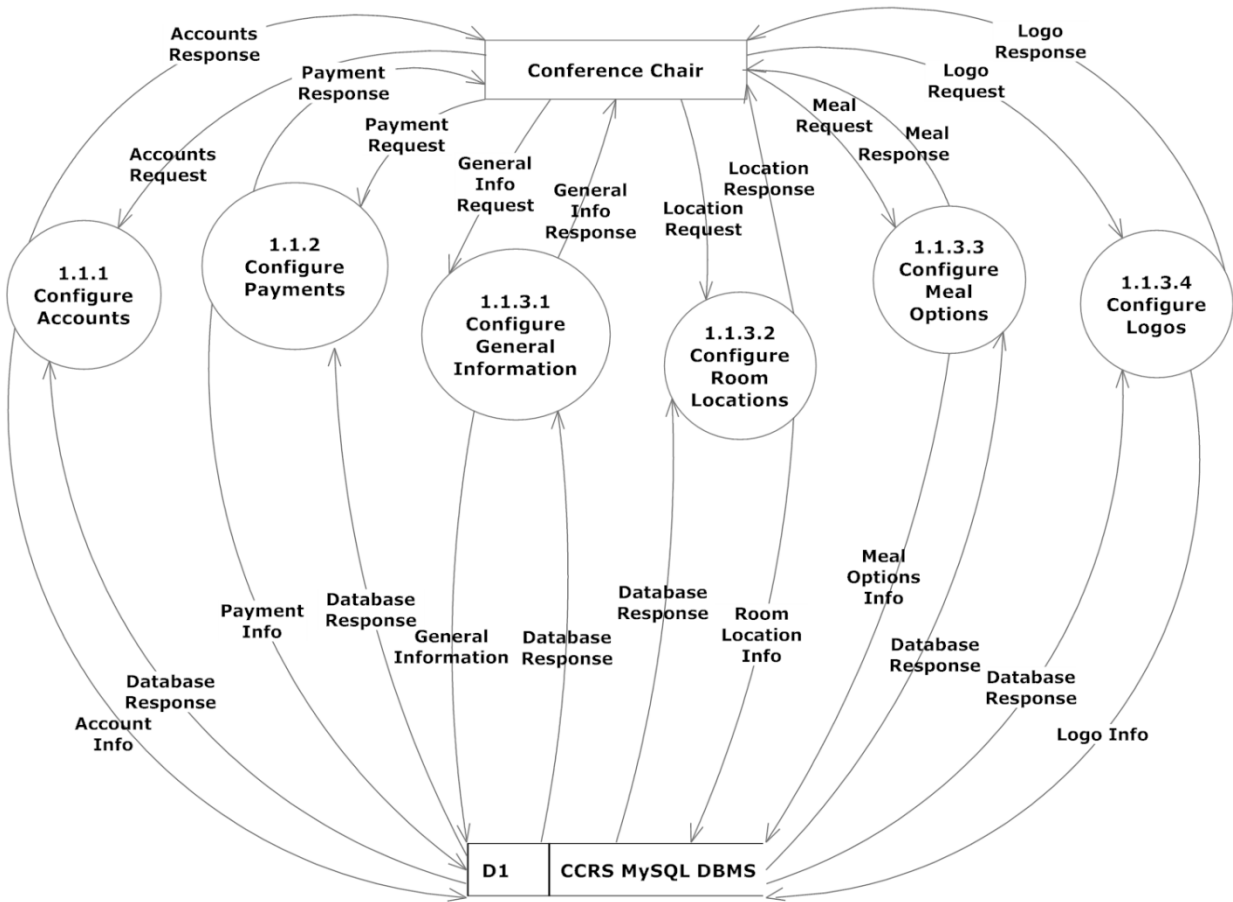 Accounts
Response
Logo
Response
Conference Chair
Payment
Response
Logo
Request
Meal
Request
Payment
Request
Meal
Response
Accounts
Request
General
Info
Request
Location
Response
General
Info
Response
Location
Request
1.1.1
Configure
Accounts
1.1.2
Configure
Payments
1.1.3.1
Configure
General
Information
1.1.3.2
Configure
Room
Locations
1.1.3.3
Configure
Meal
Options
1.1.3.4
Configure
Logos
Payment
Info
Database
Response
General
Information
Database
Response
Database
Response
Room
Location
Info
Meal
Options
Info
Database
Response
Database
Response
Database
Response
Account
Info
Logo Info
D1
CCRS MySQL DBMS